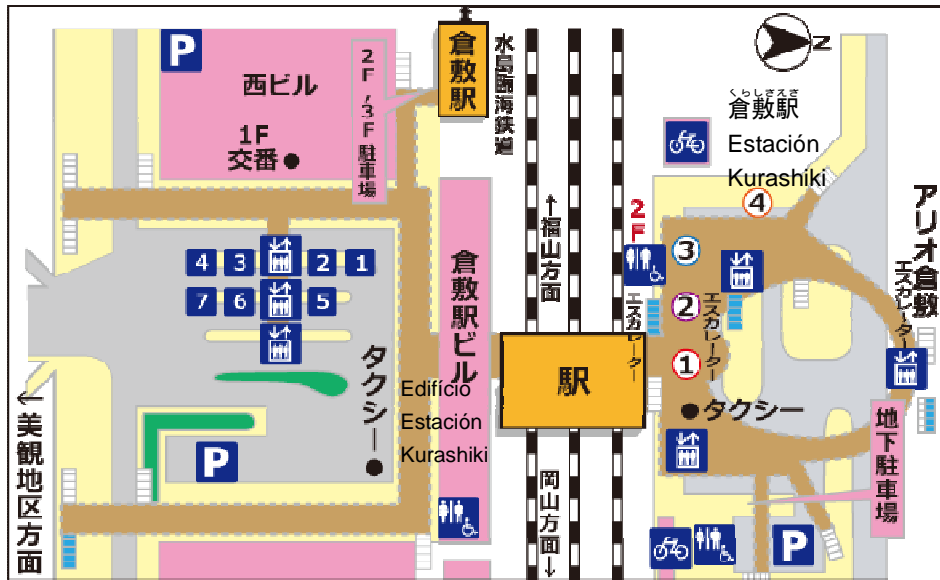 P
西ビル
1F
交番
2F/3F駐車場
倉敷駅
水島臨海鉄道
N
くらしきえき
倉敷駅
Estación
Kurashiki
アリオ倉敷
エスカレーター
4
3
2
1
7
6
5
タクシー
P
←美観地区方面
倉敷駅ビル
Edifício
Estación
Kurashiki
↑福山方面
駅
岡山方面↓
2F
エスカレーター
エスカレーター
④
③
②
①
タクシー
地下駐車場
P